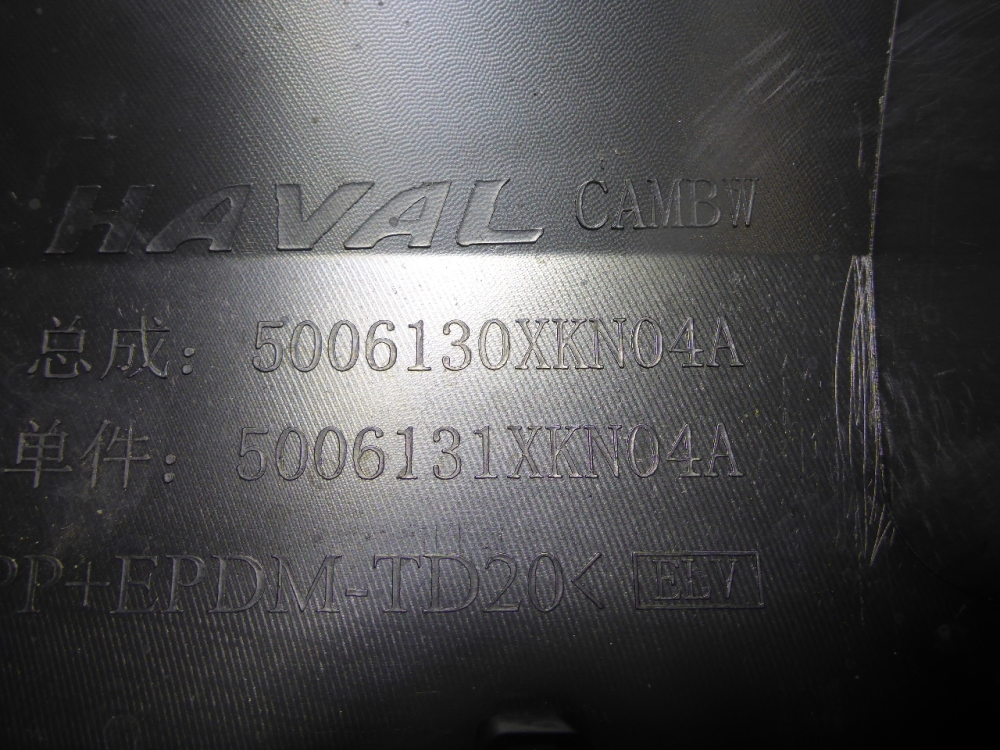 HAVAL CAMBW
总成: 5006130XKN04A
单件: 5006131XKN04A
PP+EPDM-TD20< ELV